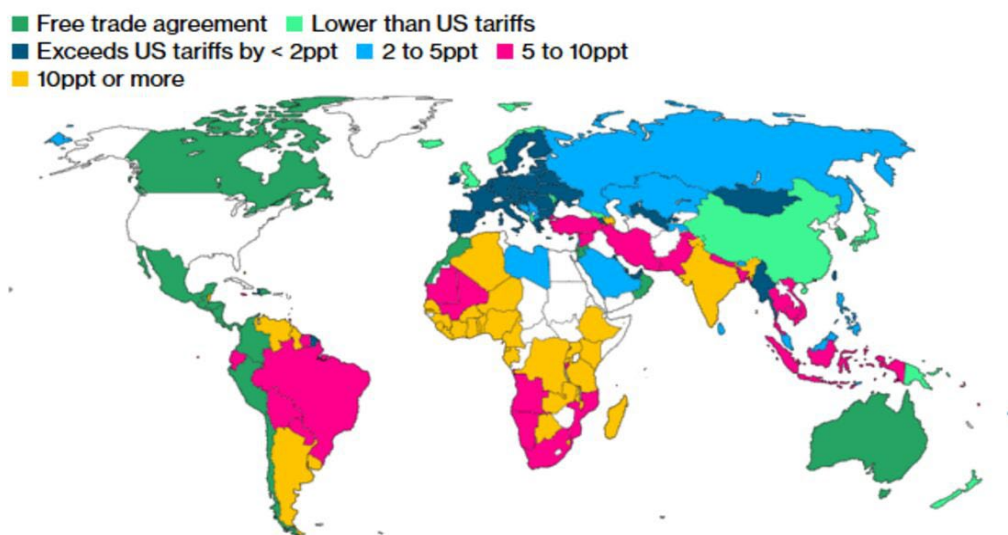 Free trade agreement Lower than US tariffs
Exceeds US tariffs by < 2ppt 2 to 5ppt 5 to 10ppt
10ppt or more